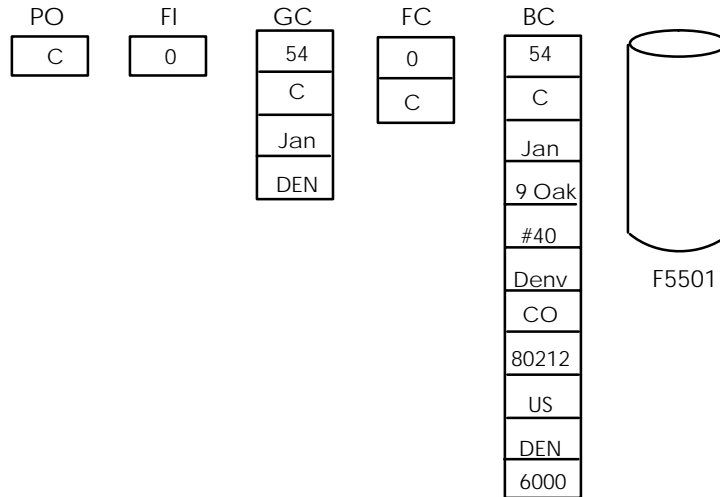 PO FI GC FC BC
C 0 54 0 54
C C C
Jan Jan
DEN 9 Oak
#40
Denv F5501
CO
80212
US
DEN
6000